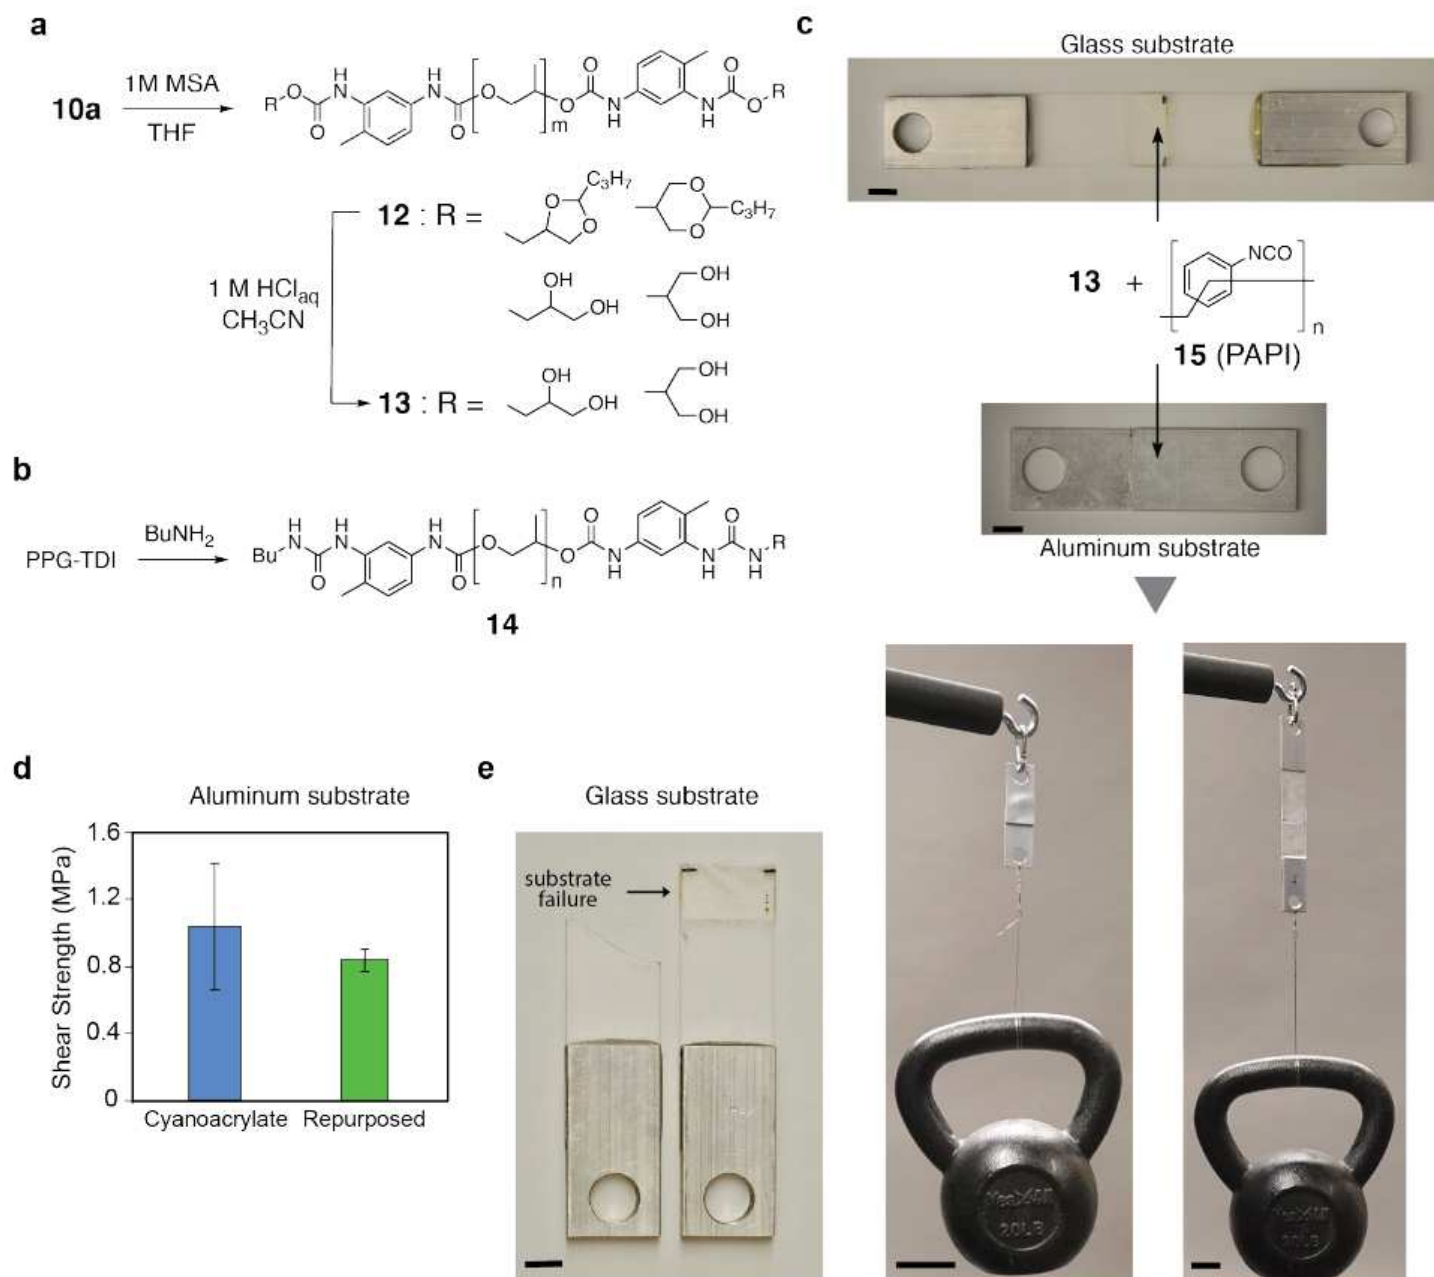 a
10a
1M MSA
THF
R O O N H H N O O m O O N H N H O O R
12 : R =
C3H7 O O
O O C3H7
1 M HClaq
CH3CN
OH OH
OH OH
13 : R =
OH OH
OH OH
b
PPG-TDI
BuNH2
Bu H N O H N H N O O n O O N H N H O N H R
14
c
Glass substrate
13 +
NCO n
15 (PAPI)
Aluminum substrate
20LB
d
Aluminum substrate
Shear Strength (MPa)
1.6
1.2
0.8
0.4
0
Cyanoacrylate Repurposed
e
Glass substrate
substrate
failure